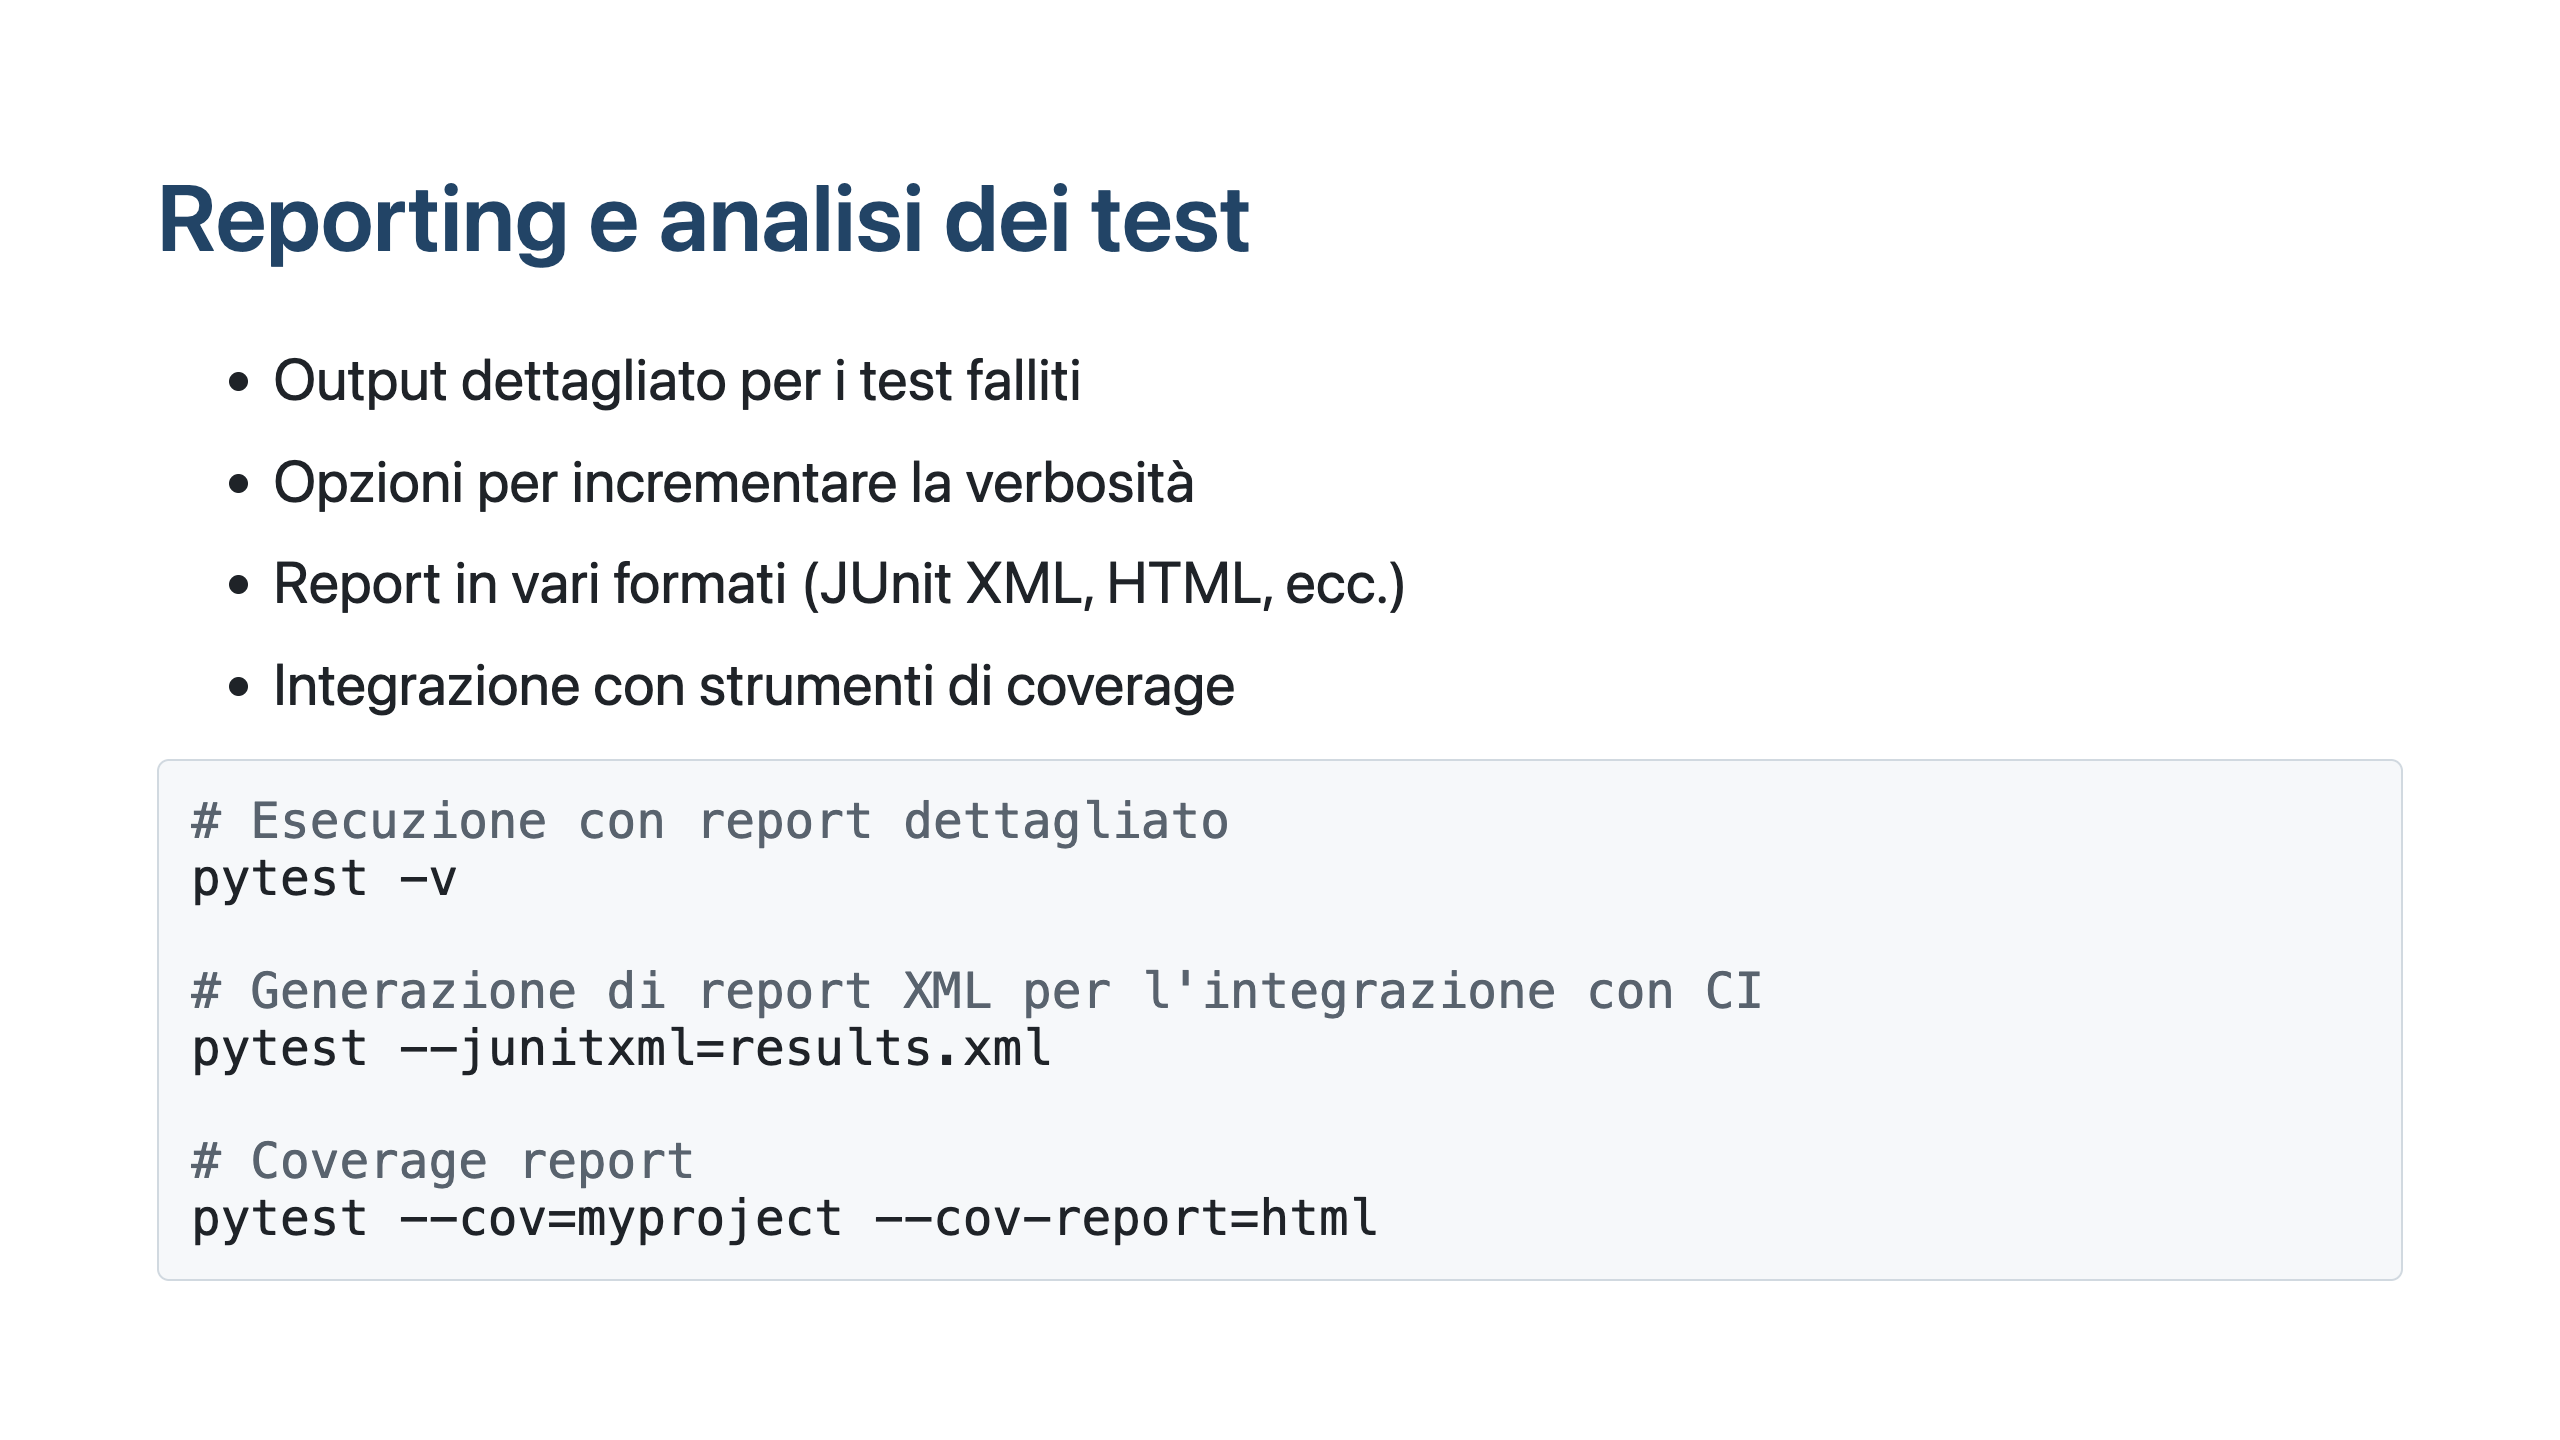 Reporting e analisi dei test
• Output dettagliato per i test falliti
• Opzioni per incrementare la verbosità
• Report in vari formati (JUnit XML, HTML, ecc.)
• Integrazione con strumenti di coverage
# Esecuzione con report dettagliato
pytest -v
# Generazione di report XML per l'integrazione con CI
pytest --junitxml=results.xml
# Coverage report
pytest --cov=myproject --cov-report=html